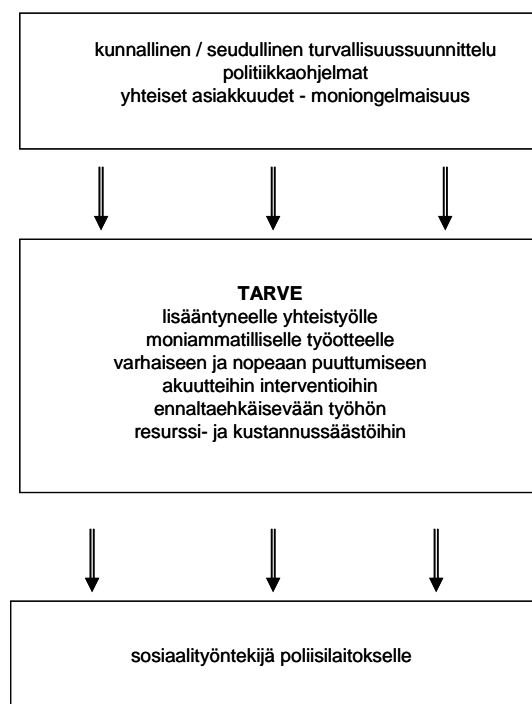 kunnallinen / seudullinen turvallisuussuunnittelu
politiikkaohjelmat
yhteiset asiakkuudet - moniongelmaisuus
TARVE
lisääntyneelle yhteistyölle
moniammatilliselle työotteelle
varhaiseen ja nopeaan puuttumiseen
akuutteihin interventioihin
ennaltaehkäisevään työhön
resurssi- ja kustannussäästöihin
sosiaalityöntekijä poliisilaitokselle